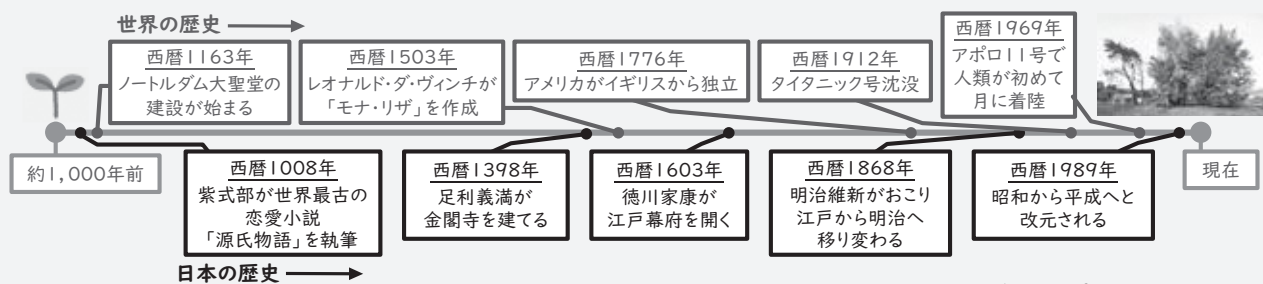 世界の歴史
西暦1163年
ノートルダム大聖堂の
建設が始まる
西暦1503年
レオナルド・ダ・ヴィンチが
「モナ・リザ」を作成
西暦1776年
アメリカがイギリスから独立
西暦1912年
タイタニック号沈没
西暦1969年
アポロ11号で
人類が初めて
月に着陸
約1,000年前
西暦1008年
紫式部が世界最古の
恋愛小説
「源氏物語」を執筆
西暦1398年
足利義満が
金閣寺を建てる
西暦1603年
徳川家康が
江戸幕府を開く
西暦1868年
明治維新がおこり
江戸から明治へ
移り変わる
西暦1989年
昭和から平成へと
改元される
現在
日本の歴史